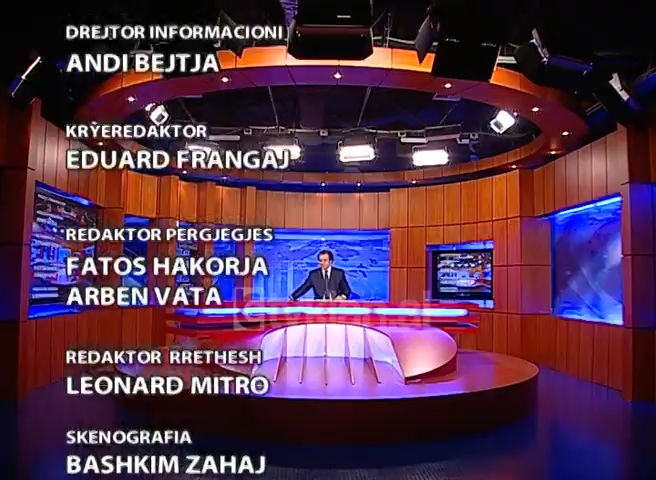 DREJTOR INFORMACIONI
ANDI BEJTJA
KRYEREDAKTOR
EDUARD FRANGAJ
REDAKTOR PERGJEGJES
FATOS HAKORJA
ARBEN VATA
REDAKTOR RRETHESH
LEONARD MITRO
SKENOGRAFIA
BASHKIM ZAHAJ